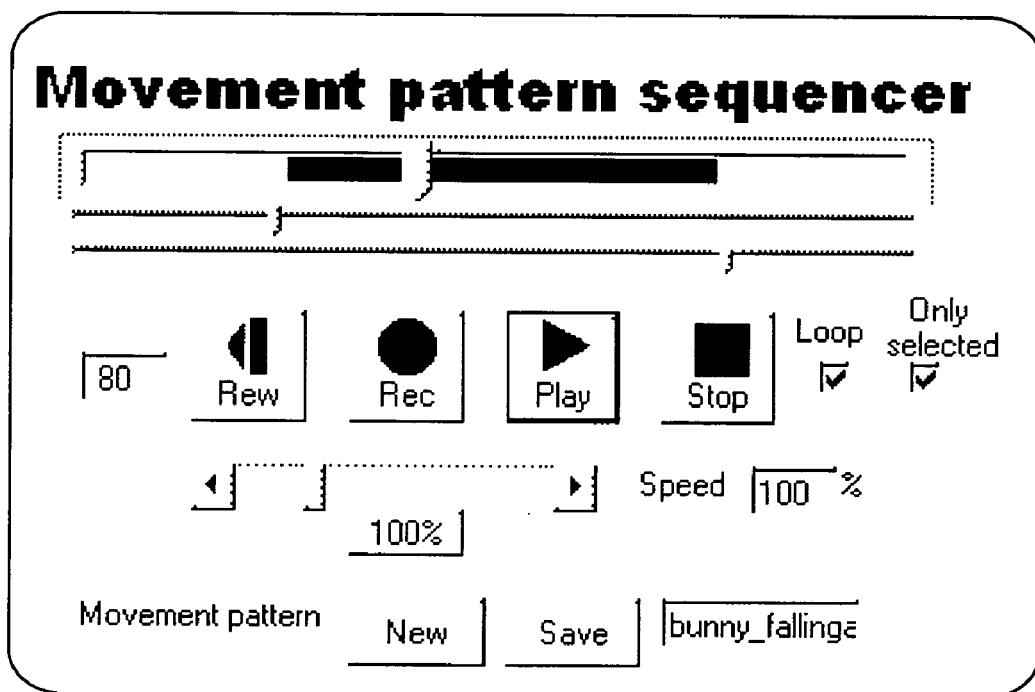 Movement pattern sequencer
Only
Loop selected
80
Rew Rec Play Stop
Speed 100 %
100%
Movement pattern New Save bunny_fallinga